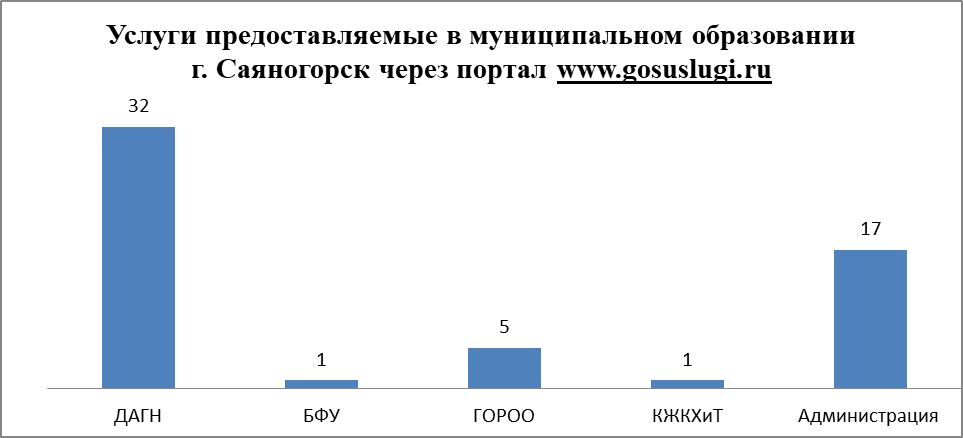 Услуги предоставляемые в муниципальном образовании
г. Саяногорск через портал www.gosuslugi.ru
32
1
5
1
17
ДАГН
БФУ
ГОРОО
КЖКХиТ
Администрация